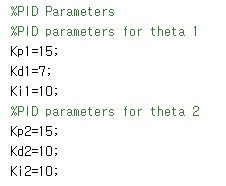 %PID Parameters
%PID parameters for theta 1
Kp1=15;
Kd1=7;
Ki1=10;
%PID parameters for theta 2
Kp2=15;
Kd2=10;
Ki2=10;